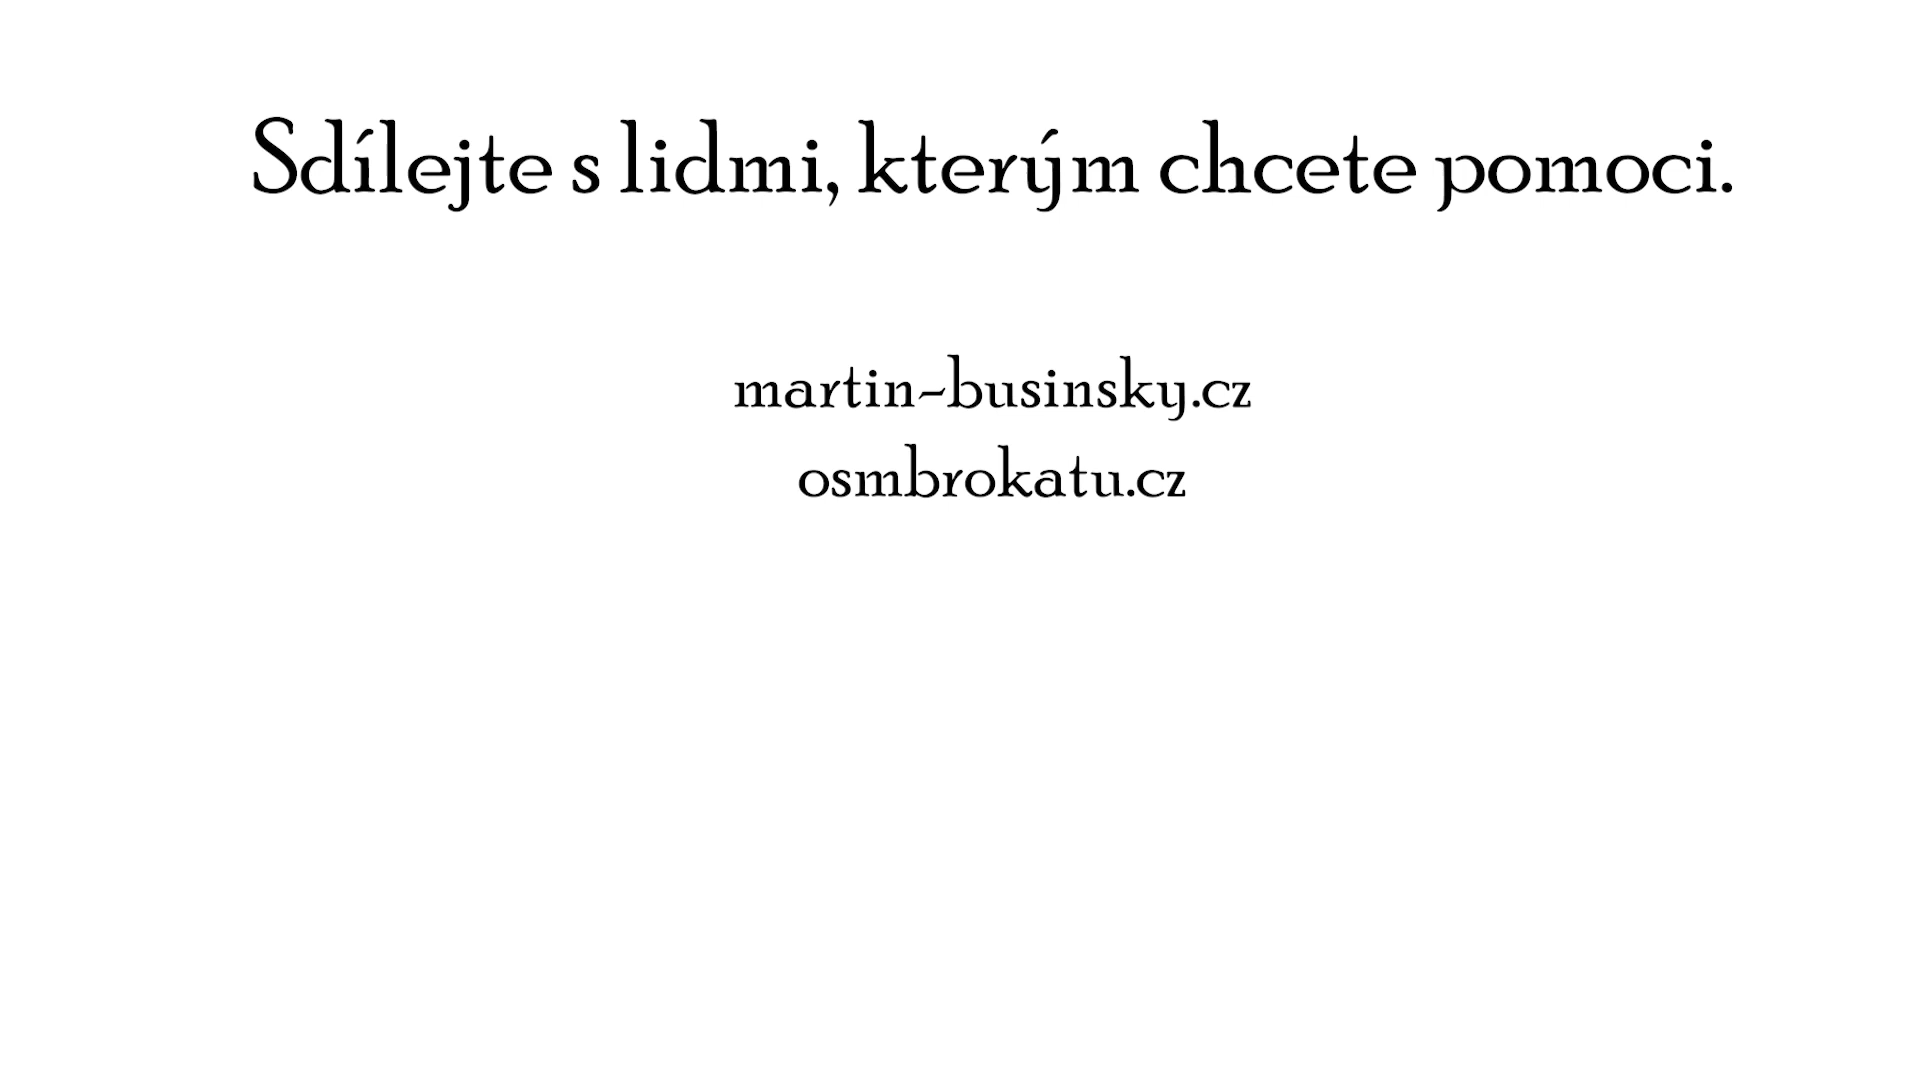 Sdílejte s lidmi, kterým chcete pomoci.
martin-businsky.cz
osmbrokatu.cz